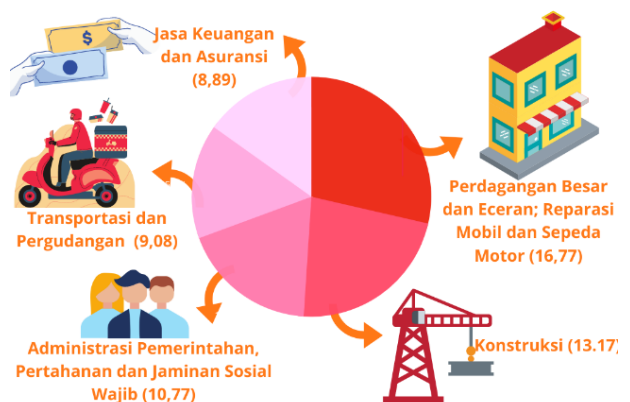 Jasa Keuangan
dan Asuransi
(8,89)
Perdagangan Besar
dan Eceran; Reparasi
Mobil dan Sepeda
Motor (16,77)
Transportasi dan
Pergudangan (9,08)
Konstruksi (13.17)
Administrasi Pemerintahan,
Pertahanan dan Jaminan Sosial
Wajib (10,77)
$